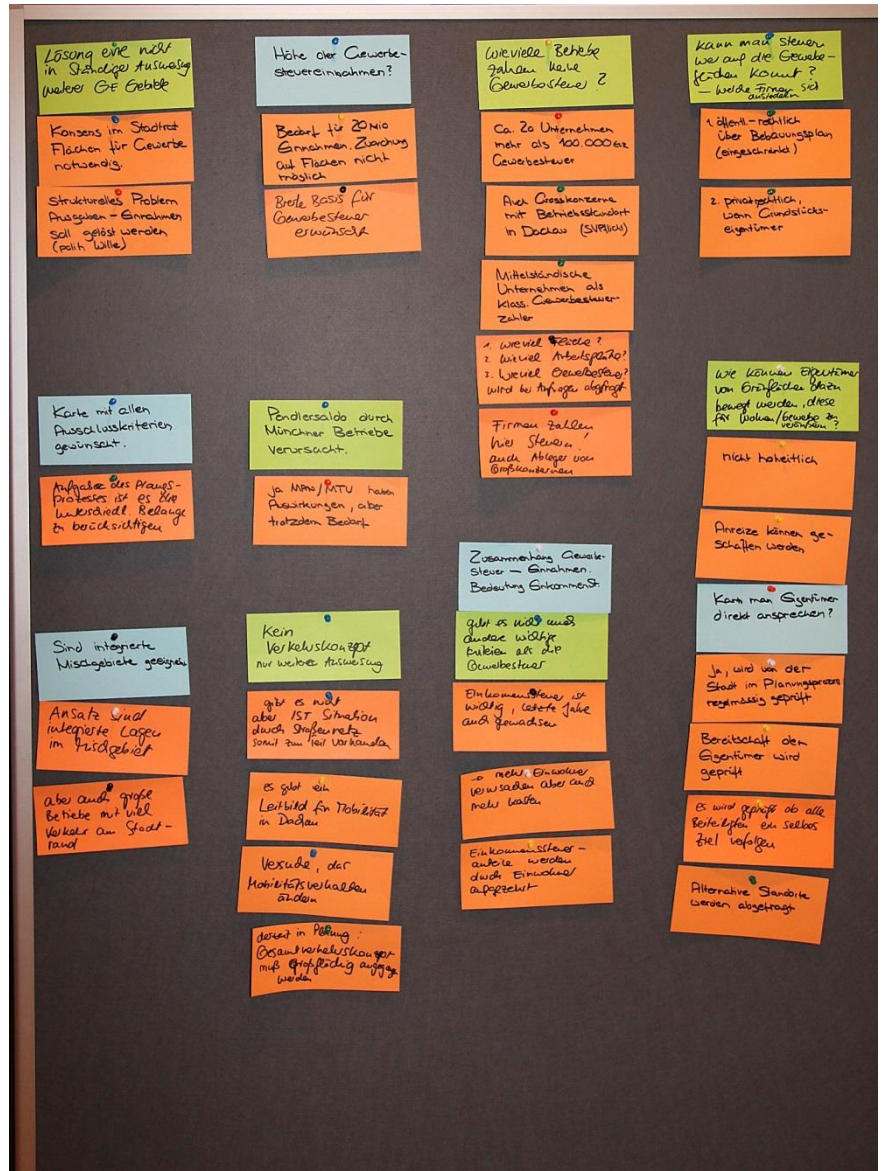 Lösung eine nicht
in Ständige Ausweisung
weiterer GE Gebiete
Konsens im Stadtrat
Flächen für Gewerbe
notwendig.
Strukturelles Problem
Ausgaben – Einnahmen
soll gelöst werden
(polit. Wille)
Karte mit allen
Ausschlusskriterien
gewünscht.
Aufgabe des Planungs-
prozesses ist es die
unterschiedl. Belange
zu berücksichtigen
Sind integrierte
Mischgebiete geeignet
Ansatz sind
integrierte Lagen
im Mischgebiet
aber auch große
Betriebe mit viel
Verkehr am Stadt-
rand
Höhe der Gewerbe-
steuereinnahmen?
Bedarf für 20 Mio
Einnahmen. Zuordnung
auf Flächen nicht
möglich
Breite Basis für
Gewerbesteuer
erwünscht
Pendlersaldo durch
Münchner Betriebe
verursacht.
ja MAN/MTU haben
Auswirkungen, aber
trotzdem Bedarf
Kein
Verkehrskonzept
nur weitere Ausweisung
gibt es nicht
aber IST Situation
durch Straßennetz
somit zum Teil vorhanden
es gibt ein
Leitbild für Mobilität
in Dachau
Versuche, das
Mobilitätsverhalten
ändern
derzeit in Planung:
Gesamtverkehrskonzept
muß großflächig angegangen
werden
Wieviele Betriebe
zahlen keine
Gewerbesteuer?
Ca. 20 Unternehmen
mehr als 100.000
Gewerbesteuer
Auch Grosskonzerne
mit Betriebsstandort
in Dachau
Mittelständische
Unternehmen als
klass. Gewerbesteuer-
zahler
1. wieviel Fläche?
2. wieviel Arbeitsplätze?
3. wieviel Gewerbesteuer?
wird bei Anfragen abgefragt
Firmen zahlen
hier Steuern!
auch Ableger von
Großkonzernen
Zusammenhang Gewerbe-
steuer – Einnahmen.
Bedeutung Einkommenst.
gibt es nicht auch
andere wichtige
Kriterien als die
Gewerbesteuer
Einkommensteuer ist
wichtig, letzte Jahre
auch gewachsen
→ mehr Einwohner
verursachen aber auch
mehr Kosten
Einkommenssteuer-
anteile werden
durch Einwohner
aufgezehrt
Kann man steuern
wer auf die Gewerbe-
flächen kommt?
– welche Firmen sich
ansiedeln
1. öffentl.-rechtlich
über Bebauungsplan
(eingeschränkt)
2. privatrechtlich,
wenn Grundstücks-
eigentümer
Wie können Eigentümer
von Grünflächen dazu
bewegt werden, diese
für Wohnen/Gewerbe zu
veräußern?
nicht hoheitlich
Anreize können ge-
schaffen werden
Kann man Eigentümer
direkt ansprechen?
Ja, wird von der
Stadt im Planungsprozess
regelmässig geprüft
Bereitschaft der
Eigentümer wird
geprüft
es wird geprüft ob alle
Beteiligten ein selbes
Ziel verfolgen
Alternative Standorte
werden abgefragt